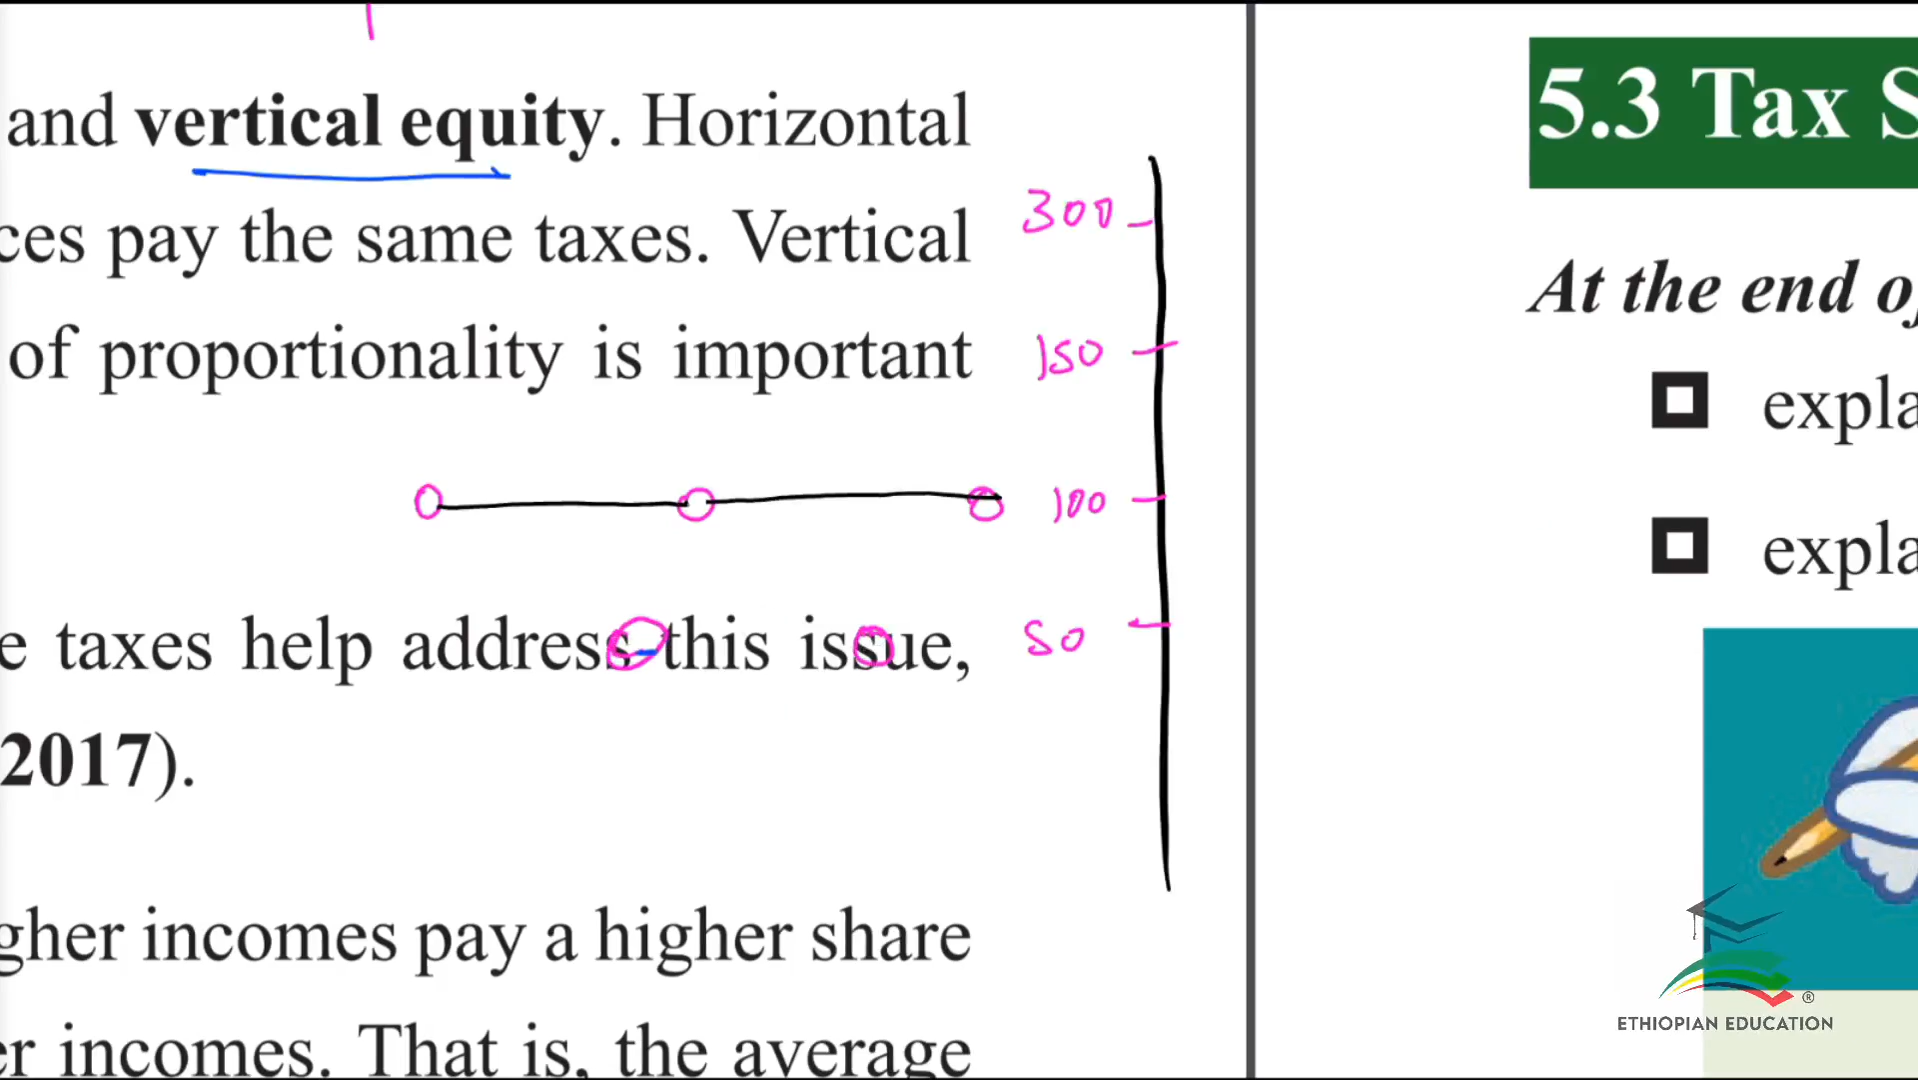 and vertical equity. Horizontal
ces pay the same taxes. Vertical
of proportionality is important
e taxes help address this issue,
2017).
gher incomes pay a higher share
er incomes. That is, the average
300
150
100
50
5.3 Tax S
At the end of
expla
expla
ETHIOPIAN EDUCATION
®